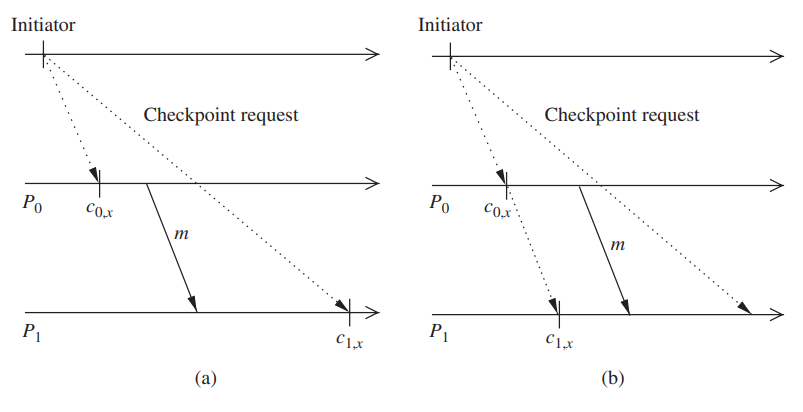 Initiator
Checkpoint request
P0
c0,x
m
P1
c1,x
(a)
Initiator
Checkpoint request
P0
c0,x
m
P1
c1,x
(b)